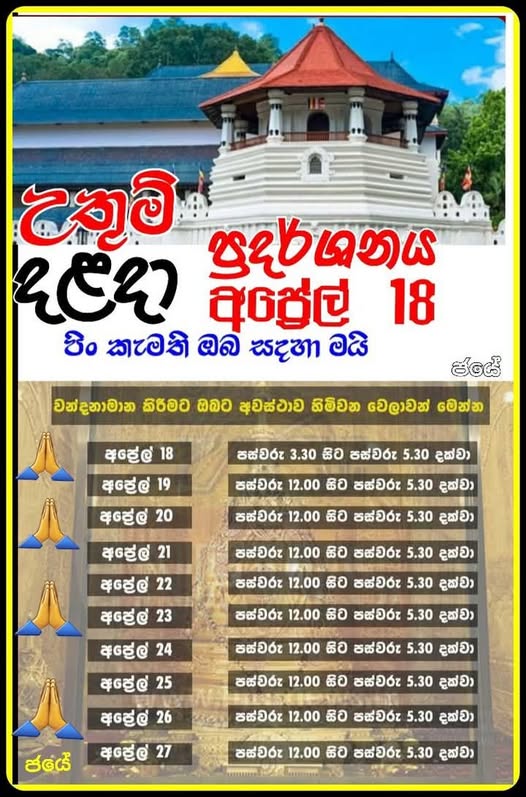 උතුම්
දළදා
ප්‍රදර්ශනය
අප්‍රේල් 18
පිං කැමති ඔබ සදහා මයි
ජයේ
වන්දනාමාන කිරීමට ඔබට අවස්ථාව හිමිවන වෙලාවන් මෙන්න
අප්‍රේල් 18 පස්වරු 3.30 සිට පස්වරු 5.30 දක්වා
අප්‍රේල් 19 පස්වරු 12.00 සිට පස්වරු 5.30 දක්වා
අප්‍රේල් 20 පස්වරු 12.00 සිට පස්වරු 5.30 දක්වා
අප්‍රේල් 21 පස්වරු 12.00 සිට පස්වරු 5.30 දක්වා
අප්‍රේල් 22 පස්වරු 12.00 සිට පස්වරු 5.30 දක්වා
අප්‍රේල් 23 පස්වරු 12.00 සිට පස්වරු 5.30 දක්වා
අප්‍රේල් 24 පස්වරු 12.00 සිට පස්වරු 5.30 දක්වා
අප්‍රේල් 25 පස්වරු 12.00 සිට පස්වරු 5.30 දක්වා
අප්‍රේල් 26 පස්වරු 12.00 සිට පස්වරු 5.30 දක්වා
අප්‍රේල් 27 පස්වරු 12.00 සිට පස්වරු 5.30 දක්වා
ජයේ